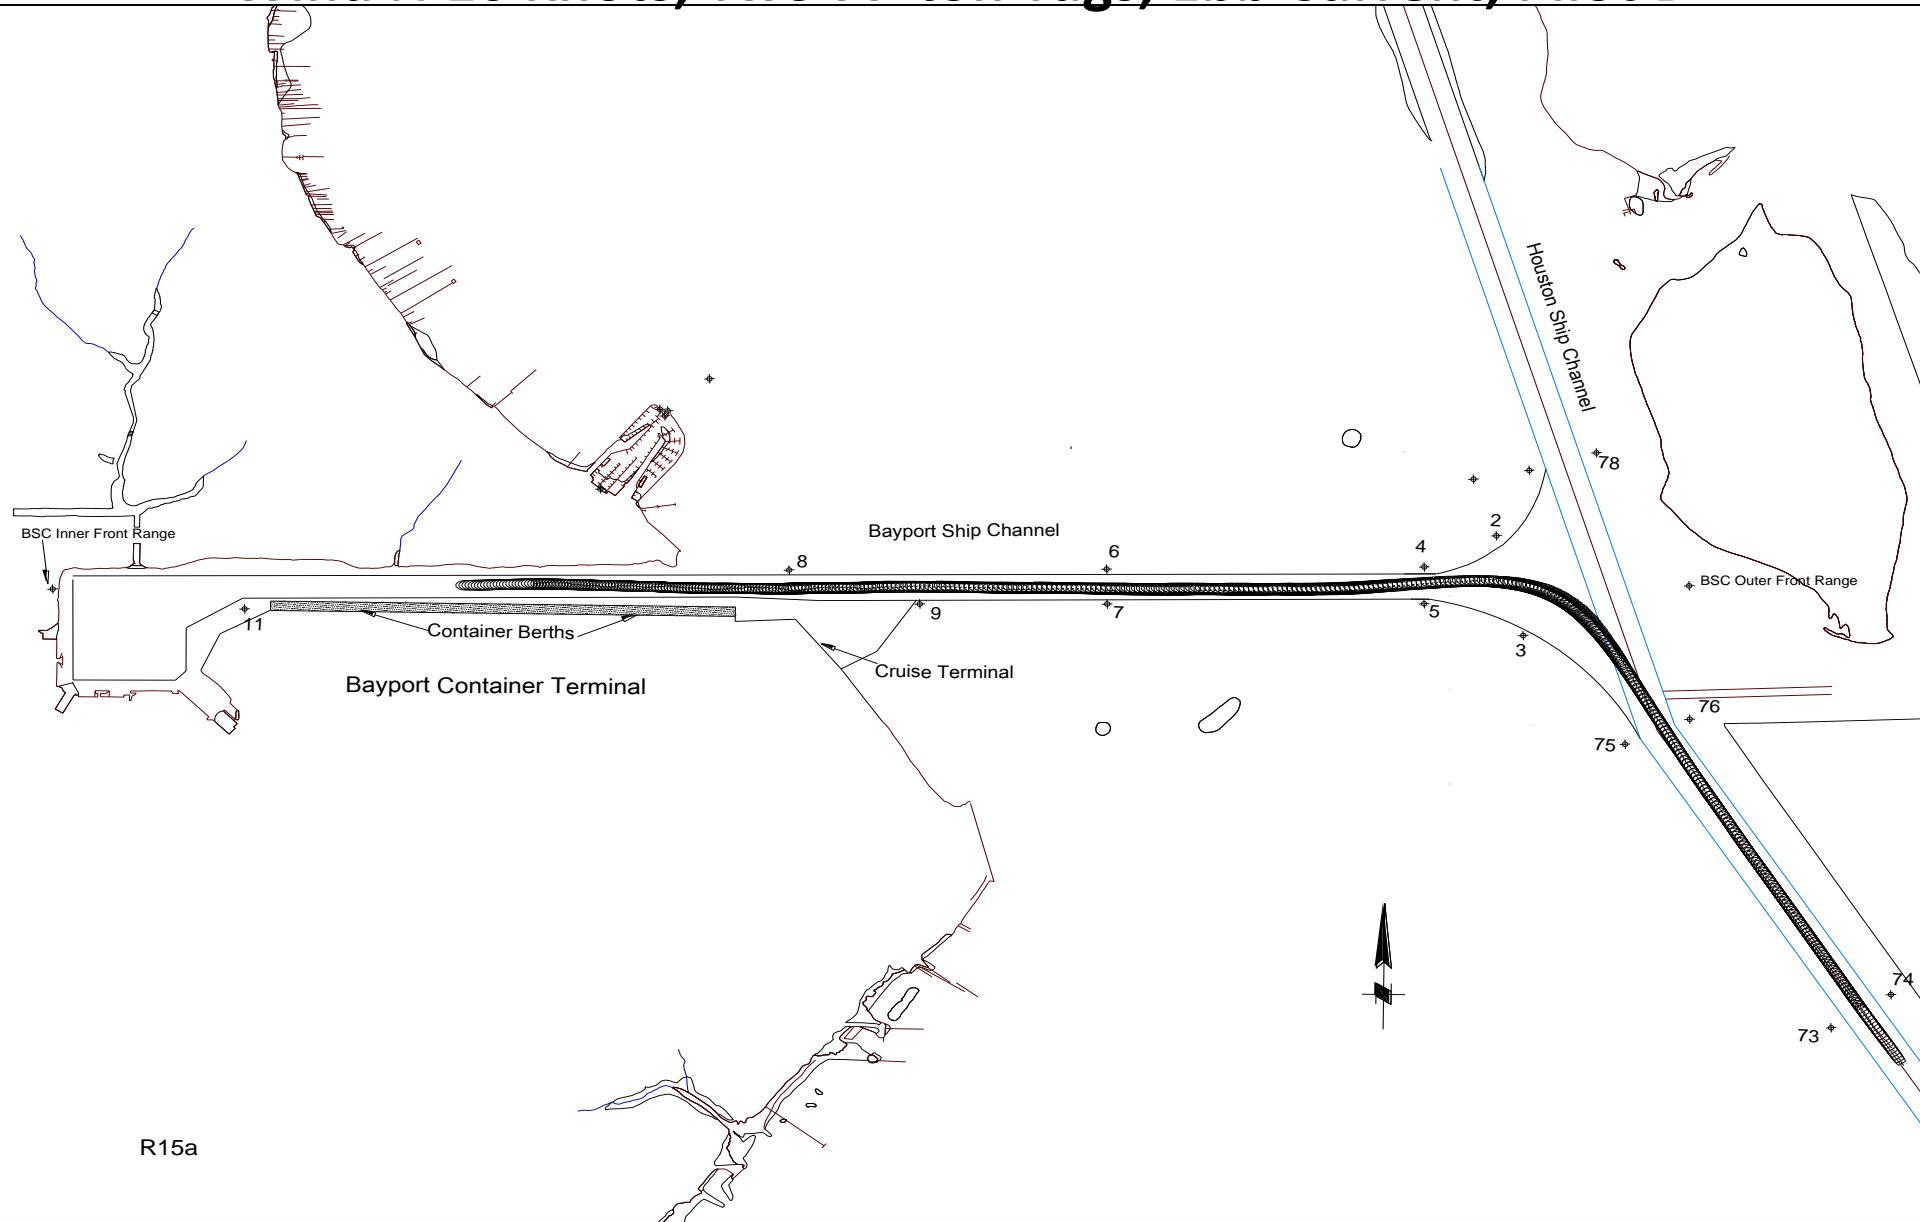 Houston Ship Channel
78
2
Bayport Ship Channel
BSC Inner Front Range
4
6
8
BSC Outer Front Range
11
9
7
5
Container Berths
3
Cruise Terminal
Bayport Container Terminal
76
75
74
73
R15a